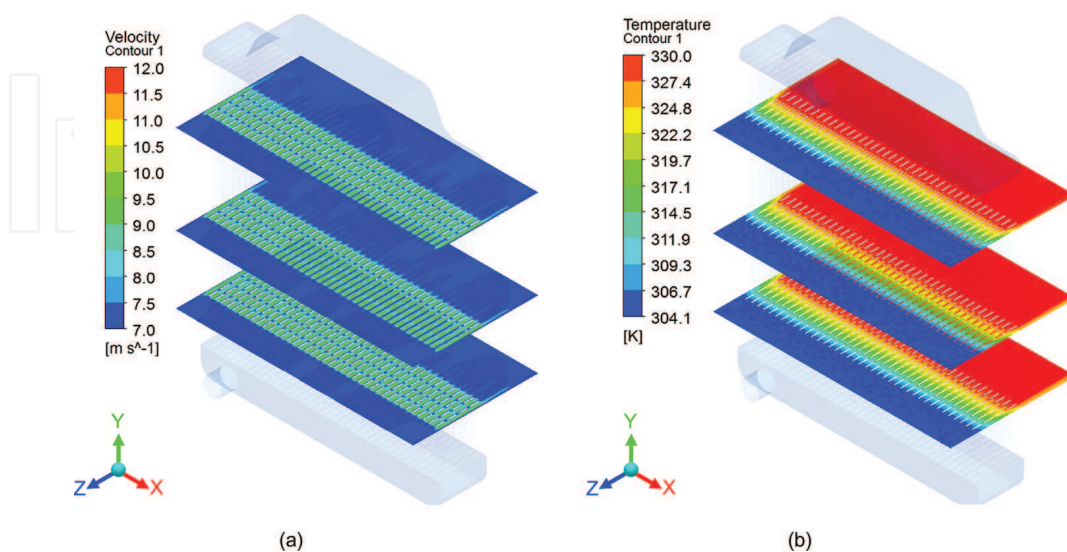 Velocity
Contour 1
12.0
11.5
11.0
10.5
10.0
9.5
9.0
8.5
8.0
7.5
7.0
[m s^-1]
Y
Z
X
(a)
Temperature
Contour 1
330.0
327.4
324.8
322.2
319.7
317.1
314.5
311.9
309.3
306.7
304.1
[K]
Y
Z
X
(b)